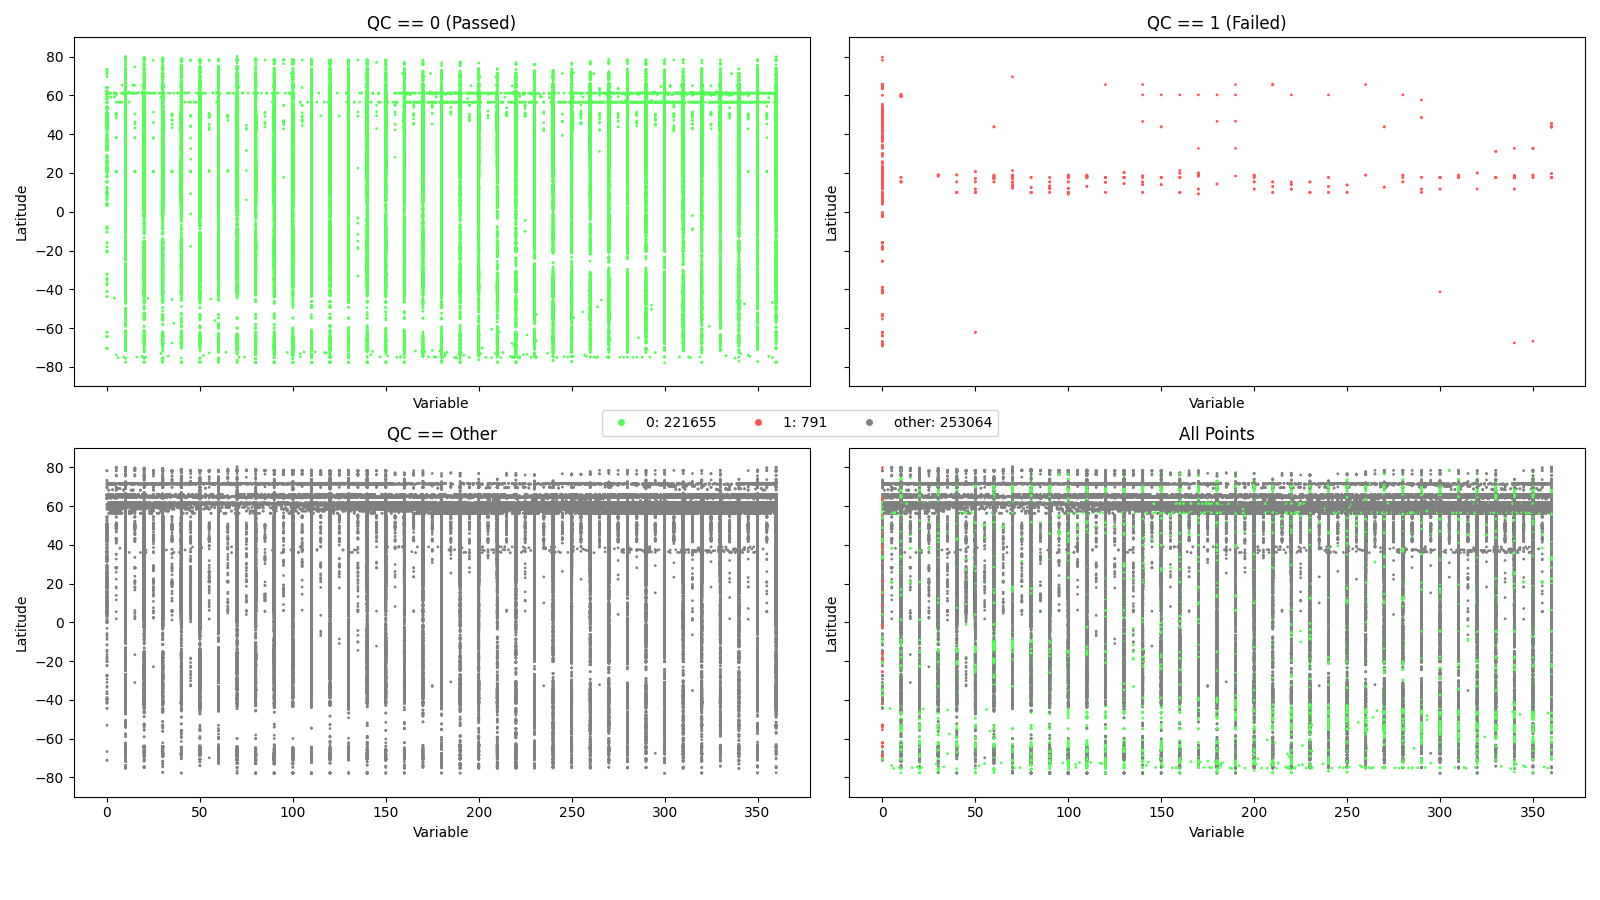 QC == 0 (Passed)
QC == 1 (Failed)
80
60
40
20
0
−20
−40
−60
−80
Latitude
Latitude
Variable
Variable
0: 221655
1: 791
other: 253064
QC == Other
All Points
80
60
40
20
0
−20
−40
−60
−80
Latitude
Latitude
0 50 100 150 200 250 300 350
0 50 100 150 200 250 300 350
Variable
Variable